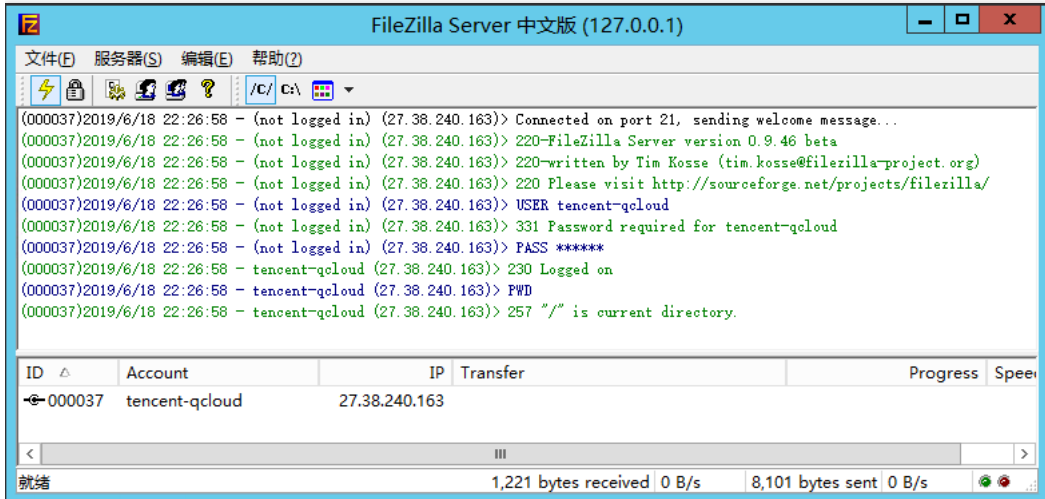 FileZilla Server 中文版 (127.0.0.1)
文件(F) 服务器(S) 编辑(E) 帮助(?)
/C/ C:\
(000037)2019/6/18 22:26:58 - (not logged in) (27.38.240.163)> Connected on port 21, sending welcome message...
(000037)2019/6/18 22:26:58 - (not logged in) (27.38.240.163)> 220-FileZilla Server version 0.9.46 beta
(000037)2019/6/18 22:26:58 - (not logged in) (27.38.240.163)> 220-written by Tim Kosse (tim.kosse@filezilla-project.org)
(000037)2019/6/18 22:26:58 - (not logged in) (27.38.240.163)> 220 Please visit http://sourceforge.net/projects/filezilla/
(000037)2019/6/18 22:26:58 - (not logged in) (27.38.240.163)> USER tencent-qcloud
(000037)2019/6/18 22:26:58 - (not logged in) (27.38.240.163)> 331 Password required for tencent-qcloud
(000037)2019/6/18 22:26:58 - (not logged in) (27.38.240.163)> PASS ******
(000037)2019/6/18 22:26:58 - tencent-qcloud (27.38.240.163)> 230 Logged on
(000037)2019/6/18 22:26:58 - tencent-qcloud (27.38.240.163)> PWD
(000037)2019/6/18 22:26:58 - tencent-qcloud (27.38.240.163)> 257 "/" is current directory.
ID Account IP Transfer Progress Speed
000037 tencent-qcloud 27.38.240.163
就绪 1,221 bytes received 0 B/s 8,101 bytes sent 0 B/s